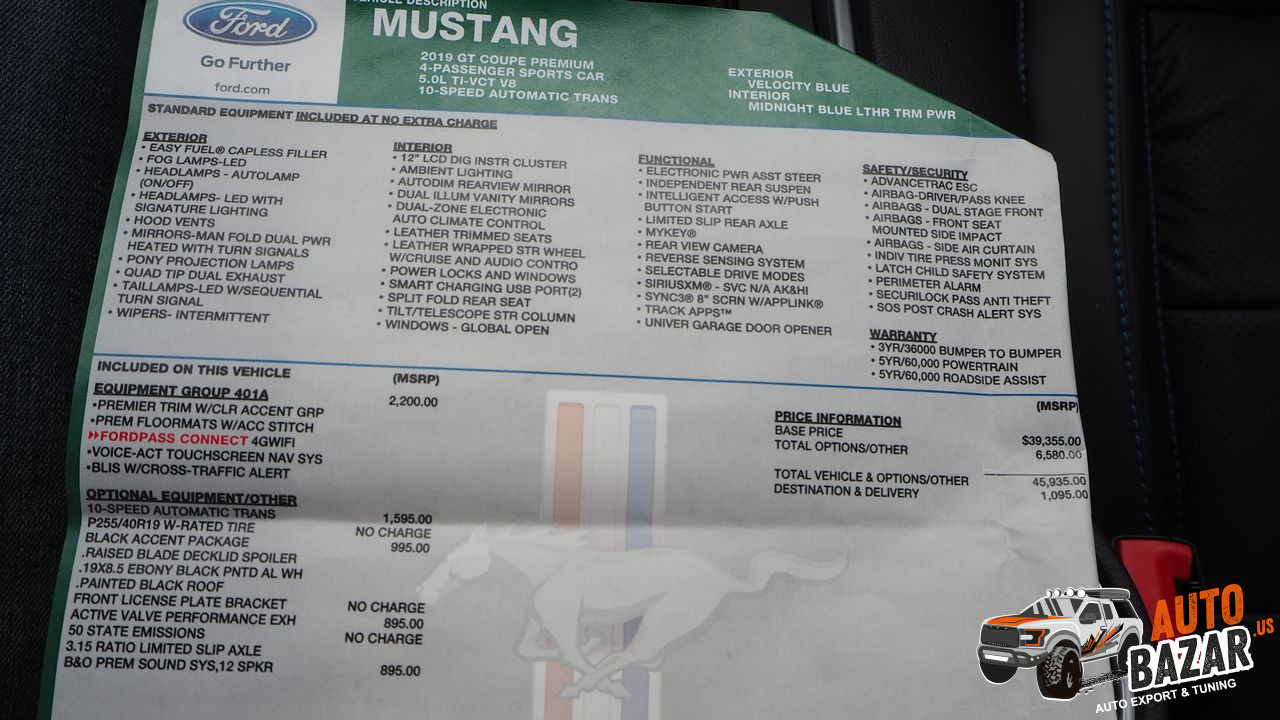 Ford
Go Further
ford.com
VEHICLE DESCRIPTION
MUSTANG
2019 GT COUPE PREMIUM
4-PASSENGER SPORTS CAR
5.0L TI-VCT V8
10-SPEED AUTOMATIC TRANS
EXTERIOR
VELOCITY BLUE
INTERIOR
MIDNIGHT BLUE LTHR TRM PWR
STANDARD EQUIPMENT INCLUDED AT NO EXTRA CHARGE
EXTERIOR
• EASY FUEL® CAPLESS FILLER
• FOG LAMPS-LED
• HEADLAMPS - AUTOLAMP
(ON/OFF)
• HEADLAMPS- LED WITH
SIGNATURE LIGHTING
• HOOD VENTS
• MIRRORS-MAN FOLD DUAL PWR
HEATED WITH TURN SIGNALS
• PONY PROJECTION LAMPS
• QUAD TIP DUAL EXHAUST
• TAILLAMPS-LED W/SEQUENTIAL
TURN SIGNAL
• WIPERS- INTERMITTENT
INTERIOR
• 12" LCD DIG INSTR CLUSTER
• AMBIENT LIGHTING
• AUTODIM REARVIEW MIRROR
• DUAL ILLUM VANITY MIRRORS
• DUAL-ZONE ELECTRONIC
AUTO CLIMATE CONTROL
• LEATHER TRIMMED SEATS
• LEATHER WRAPPED STR WHEEL
W/CRUISE AND AUDIO CONTRO
• POWER LOCKS AND WINDOWS
• SMART CHARGING USB PORT(2)
• SPLIT FOLD REAR SEAT
• TILT/TELESCOPE STR COLUMN
• WINDOWS - GLOBAL OPEN
FUNCTIONAL
• ELECTRONIC PWR ASST STEER
• INDEPENDENT REAR SUSPEN
• INTELLIGENT ACCESS W/PUSH
BUTTON START
• LIMITED SLIP REAR AXLE
• MYKEY®
• REAR VIEW CAMERA
• REVERSE SENSING SYSTEM
• SELECTABLE DRIVE MODES
• SIRIUSXM® - SVC N/A AK&HI
• SYNC3® 8" SCRN W/APPLINK®
• TRACK APPS™
• UNIVER GARAGE DOOR OPENER
SAFETY/SECURITY
• ADVANCETRAC ESC
• AIRBAG-DRIVER/PASS KNEE
• AIRBAGS - DUAL STAGE FRONT
• AIRBAGS - FRONT SEAT
MOUNTED SIDE IMPACT
• AIRBAGS - SIDE AIR CURTAIN
• INDIV TIRE PRESS MONIT SYS
• LATCH CHILD SAFETY SYSTEM
• PERIMETER ALARM
• SECURILOCK PASS ANTI THEFT
• SOS POST CRASH ALERT SYS
WARRANTY
• 3YR/36000 BUMPER TO BUMPER
• 5YR/60,000 POWERTRAIN
• 5YR/60,000 ROADSIDE ASSIST
INCLUDED ON THIS VEHICLE (MSRP)
EQUIPMENT GROUP 401A 2,200.00
•PREMIER TRIM W/CLR ACCENT GRP
•PREM FLOORMATS W/ACC STITCH
FORDPASS CONNECT 4GWIFI
•VOICE-ACT TOUCHSCREEN NAV SYS
•BLIS W/CROSS-TRAFFIC ALERT
OPTIONAL EQUIPMENT/OTHER
10-SPEED AUTOMATIC TRANS 1,595.00
P255/40R19 W-RATED TIRE NO CHARGE
BLACK ACCENT PACKAGE 995.00
.RAISED BLADE DECKLID SPOILER
.19X8.5 EBONY BLACK PNTD AL WH
.PAINTED BLACK ROOF
FRONT LICENSE PLATE BRACKET NO CHARGE
ACTIVE VALVE PERFORMANCE EXH 895.00
50 STATE EMISSIONS NO CHARGE
3.15 RATIO LIMITED SLIP AXLE
B&O PREM SOUND SYS,12 SPKR 895.00
(MSRP)
PRICE INFORMATION
BASE PRICE $39,355.00
TOTAL OPTIONS/OTHER 6,580.00
TOTAL VEHICLE & OPTIONS/OTHER 45,935.00
DESTINATION & DELIVERY 1,095.00
AUTO
BAZAR.US
AUTO EXPORT & TUNING